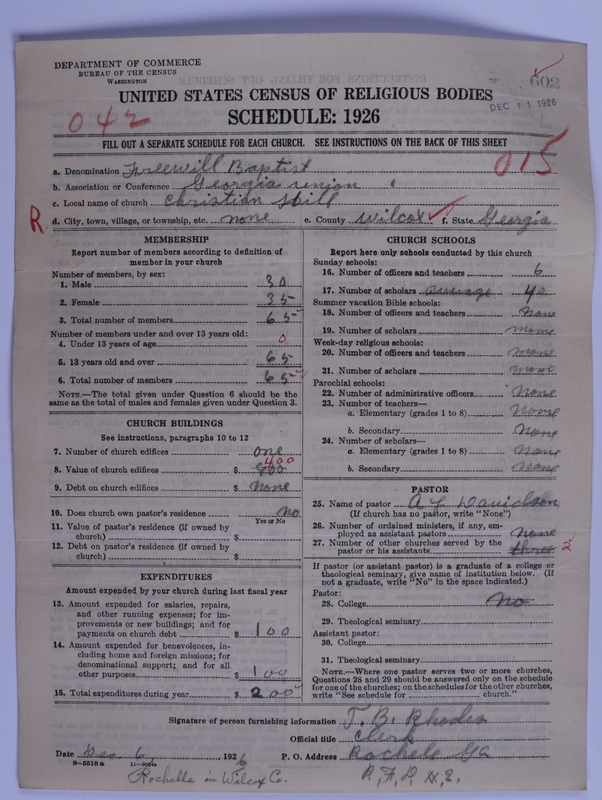 DEPARTMENT OF COMMERCE
BUREAU OF THE CENSUS
WASHINGTON
602
DEC 11 1926
UNITED STATES CENSUS OF RELIGIOUS BODIES
SCHEDULE: 1926
042
FILL OUT A SEPARATE SCHEDULE FOR EACH CHURCH. SEE INSTRUCTIONS ON THE BACK OF THIS SHEET
015
a. Denomination Freewill Baptist
b. Association or Conference Georgia union
c. Local name of church Christian Hill
R. d. City, town, village, or township, etc. none e. County Wilcox f. State Georgia
MEMBERSHIP
Report number of members according to definition of member in your church
Number of members, by sex:
1. Male 30
2. Female 35
3. Total number of members 65
Number of members under and over 13 years old:
4. Under 13 years of age 0
5. 13 years old and over 65
6. Total number of members 65
NOTE.—The total given under Question 6 should be the same as the total of males and females given under Question 3.
CHURCH BUILDINGS
See instructions, paragraphs 10 to 12
7. Number of church edifices one
8. Value of church edifices $ 400
9. Debt on church edifices $ None
10. Does church own pastor's residence no
Yes or No
11. Value of pastor's residence (if owned by church) $
12. Debt on pastor's residence (if owned by church) $
EXPENDITURES
Amount expended by your church during last fiscal year
13. Amount expended for salaries, repairs, and other running expenses; for improvements or new buildings; and for payments on church debt $ 100
14. Amount expended for benevolences, including home and foreign missions; for denominational support; and for all other purposes $ 100
15. Total expenditures during year $ 200
CHURCH SCHOOLS
Report here only schools conducted by this church
Sunday schools:
16. Number of officers and teachers 6
17. Number of scholars average 40
Summer vacation Bible schools:
18. Number of officers and teachers none
19. Number of scholars none
Week-day religious schools:
20. Number of officers and teachers none
21. Number of scholars none
Parochial schools:
22. Number of administrative officers None
23. Number of teachers—
a. Elementary (grades 1 to 8) None
b. Secondary None
24. Number of scholars—
a. Elementary (grades 1 to 8) None
b. Secondary None
PASTOR
25. Name of pastor A L
(If church has no pastor, write "None")
26. Number of ordained ministers, if any, employed as assistant pastors none
27. Number of other churches served by the pastor or his assistants three 2
If pastor (or assistant pastor) is a graduate of a college or theological seminary, give name of institution below. (If not a graduate, write "No" in the space indicated.)
Pastor:
28. College No
29. Theological seminary
Assistant pastor:
30. College
31. Theological seminary
NOTE.—Where one pastor serves two or more churches, Questions 28 and 29 should be answered only on the schedule for one of the churches; on the schedules for the other churches, write "See schedule for church."
Signature of person furnishing information T. B. Rhodes
Official title Clerk
Date Dec. 6, 1926 P. O. Address Rochele Ga
8-5518a
Rochelle in Wilcox Co. R. F. D. # 2.